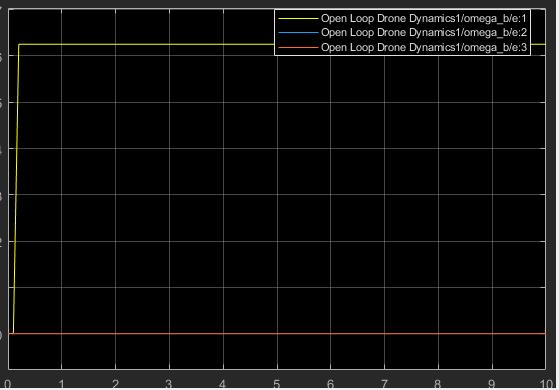 Open Loop Drone Dynamics1/omega_b/e:1
Open Loop Drone Dynamics1/omega_b/e:2
Open Loop Drone Dynamics1/omega_b/e:3
0 1 2 3 4 5 6 7 8 9 10